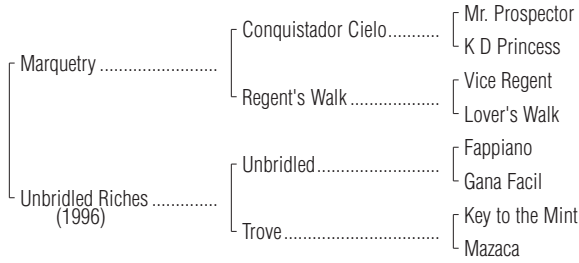 Mr. Prospector
Conquistador Cielo...........
K D Princess
Marquetry .......................
Vice Regent
Regent's Walk ..................
Lover's Walk
Fappiano
Unbridled.........................
Gana Facil
Unbridled Riches .............
(1996)
Key to the Mint
Trove................................
Mazaca